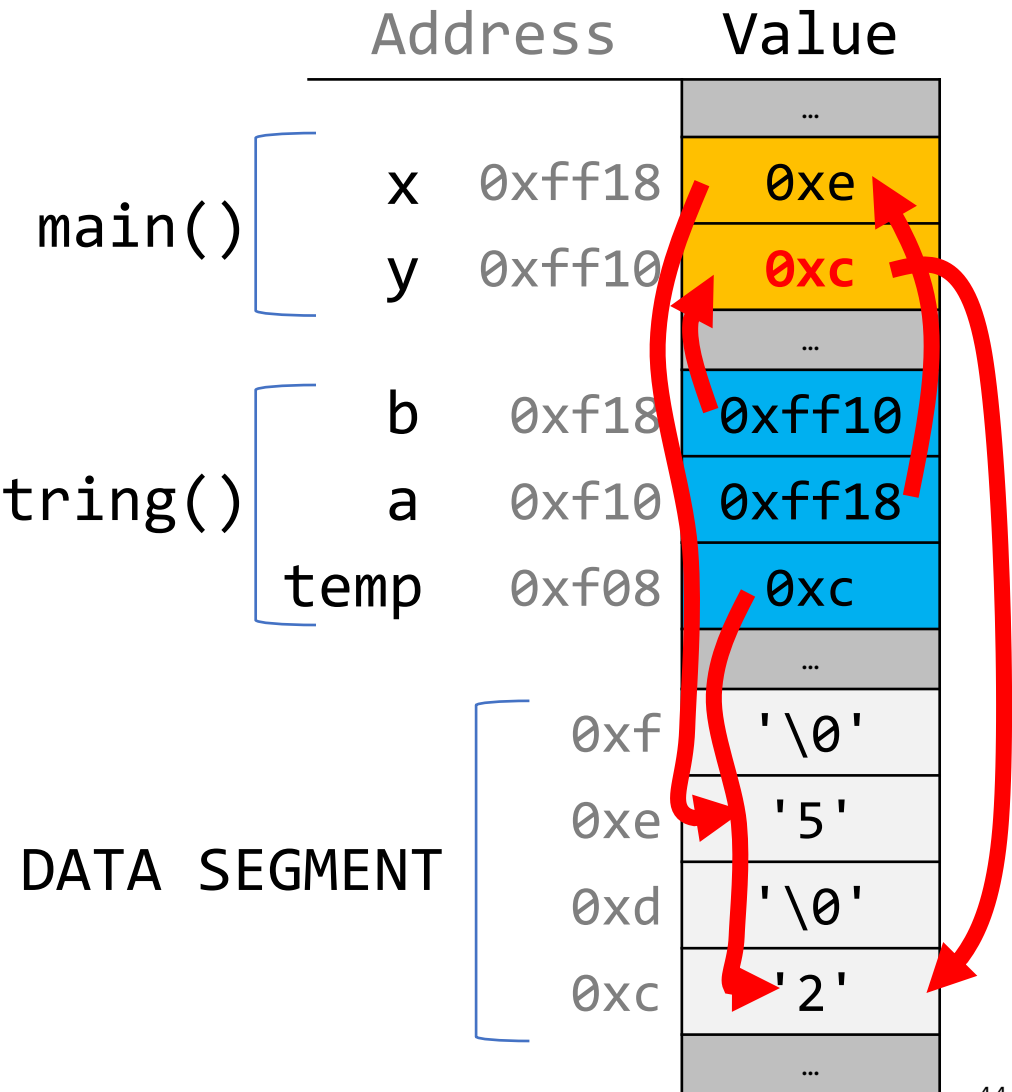 Address Value
…
x 0xff18 0xe
main()
y 0xff10 0xc
…
b 0xf18 0xff10
tring() a 0xf10 0xff18
temp 0xf08 0xc
…
0xf '\0'
0xe '5'
DATA SEGMENT
0xd '\0'
0xc '2'
…